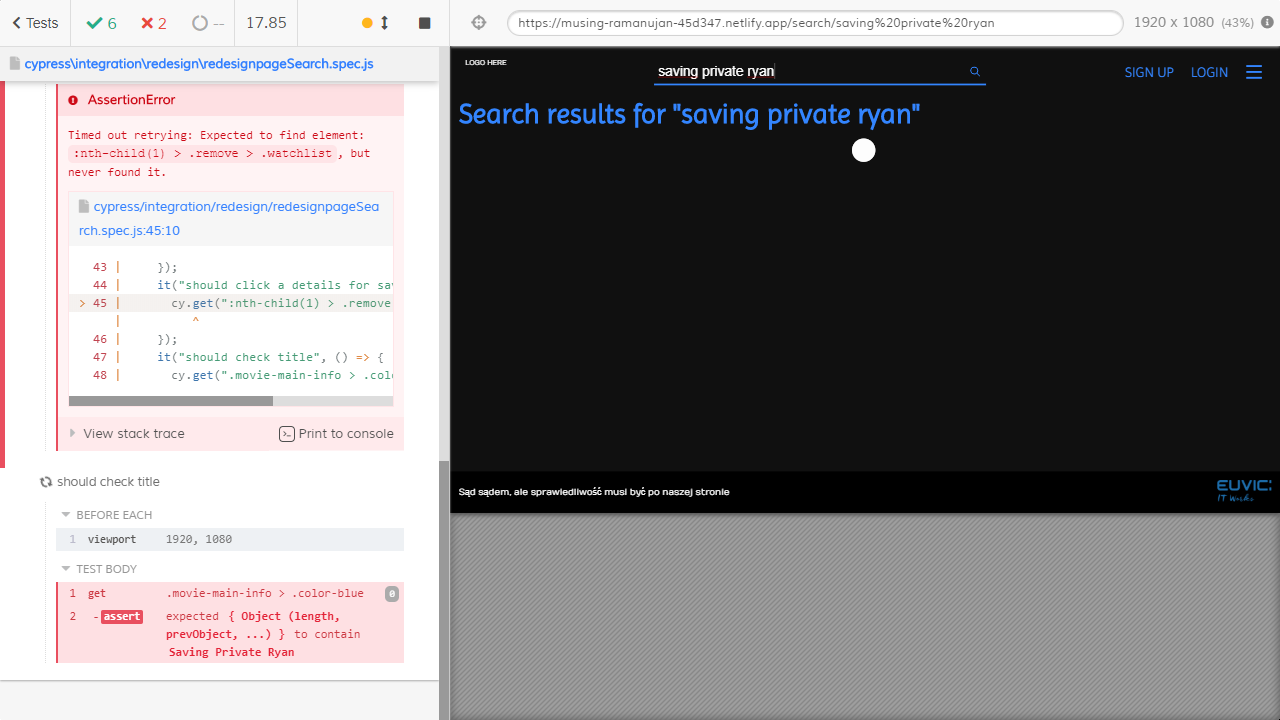 Tests
6
2
--
17.85
https://musing-ramanujan-45d347.netlify.app/search/saving%20private%20ryan
1920 x 1080 (43%)
cypress\integration\redesign\redesignpageSearch.spec.js
AssertionError
Timed out retrying: Expected to find element:
:nth-child(1) > .remove > .watchlist, but
never found it.
cypress/integration/redesign/redesignpageSea
rch.spec.js:45:10
43 | });
44 | it("should click a details for sav
> 45 | cy.get(":nth-child(1) > .remove
| ^
46 | });
47 | it("should check title", () => {
48 | cy.get(".movie-main-info > .colo
View stack trace
Print to console
should check title
BEFORE EACH
1 viewport 1920, 1080
TEST BODY
1 get .movie-main-info > .color-blue 0
2 -assert expected { Object (length,
prevObject, ...) } to contain
Saving Private Ryan
LOGO HERE
saving private ryan
SIGN UP
LOGIN
Search results for "saving private ryan"
Sąd sądem, ale sprawiedliwość musi być po naszej stronie
EUVIC:
IT Works.